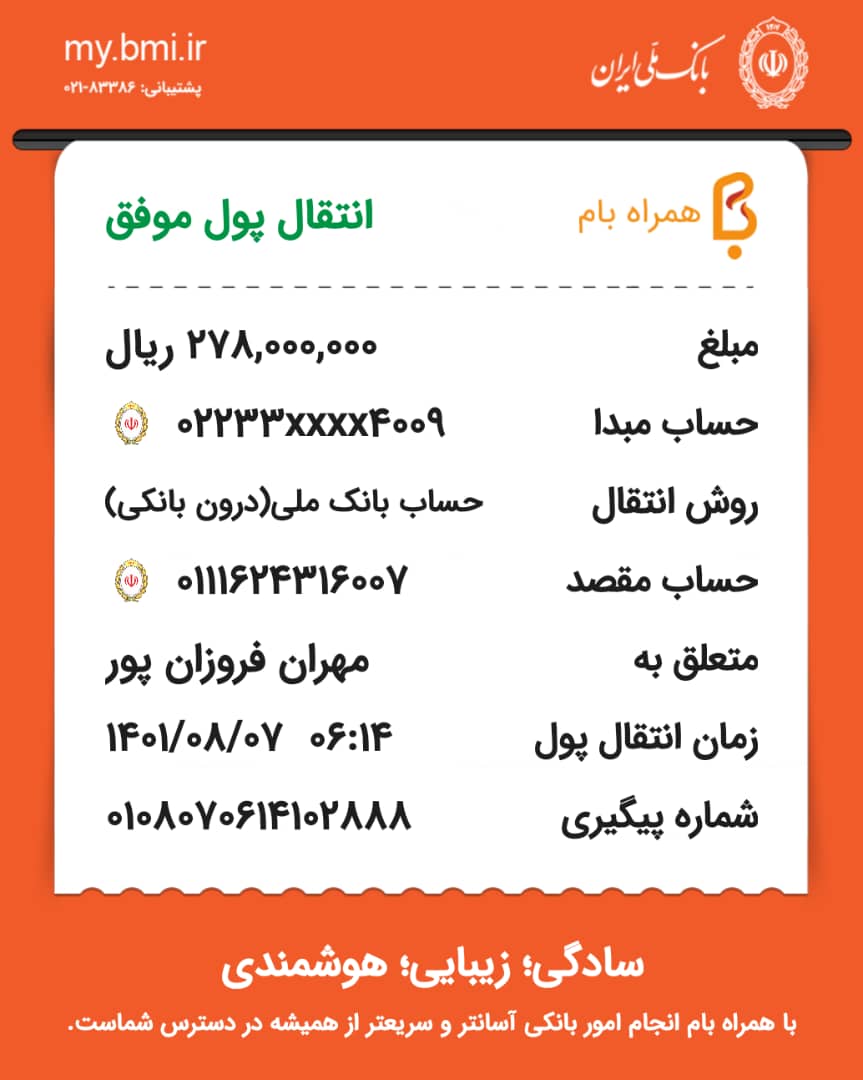 بانک ملی ایران
my.bmi.ir
پشتیبانی: ۸۳۳۸۶-۰۲۱
همراه بام
انتقال پول موفق
مبلغ ۲۷۸,۰۰۰,۰۰۰ ریال
حساب مبدا ۰۲۲۳۳xxxx۴۰۰۹
روش انتقال حساب بانک ملی(درون بانکی)
حساب مقصد ۰۱۱۱۶۲۴۳۱۶۰۰۷
متعلق به مهران فروزان پور
زمان انتقال پول ۰۶:۱۴ ۱۴۰۱/۰۸/۰۷
شماره پیگیری ۰۱۰۸۰۷۰۶۱۴۱۰۲۸۸۸
سادگی؛ زیبایی؛ هوشمندی
با همراه بام انجام امور بانکی آسانتر و سریعتر از همیشه در دسترس شماست.